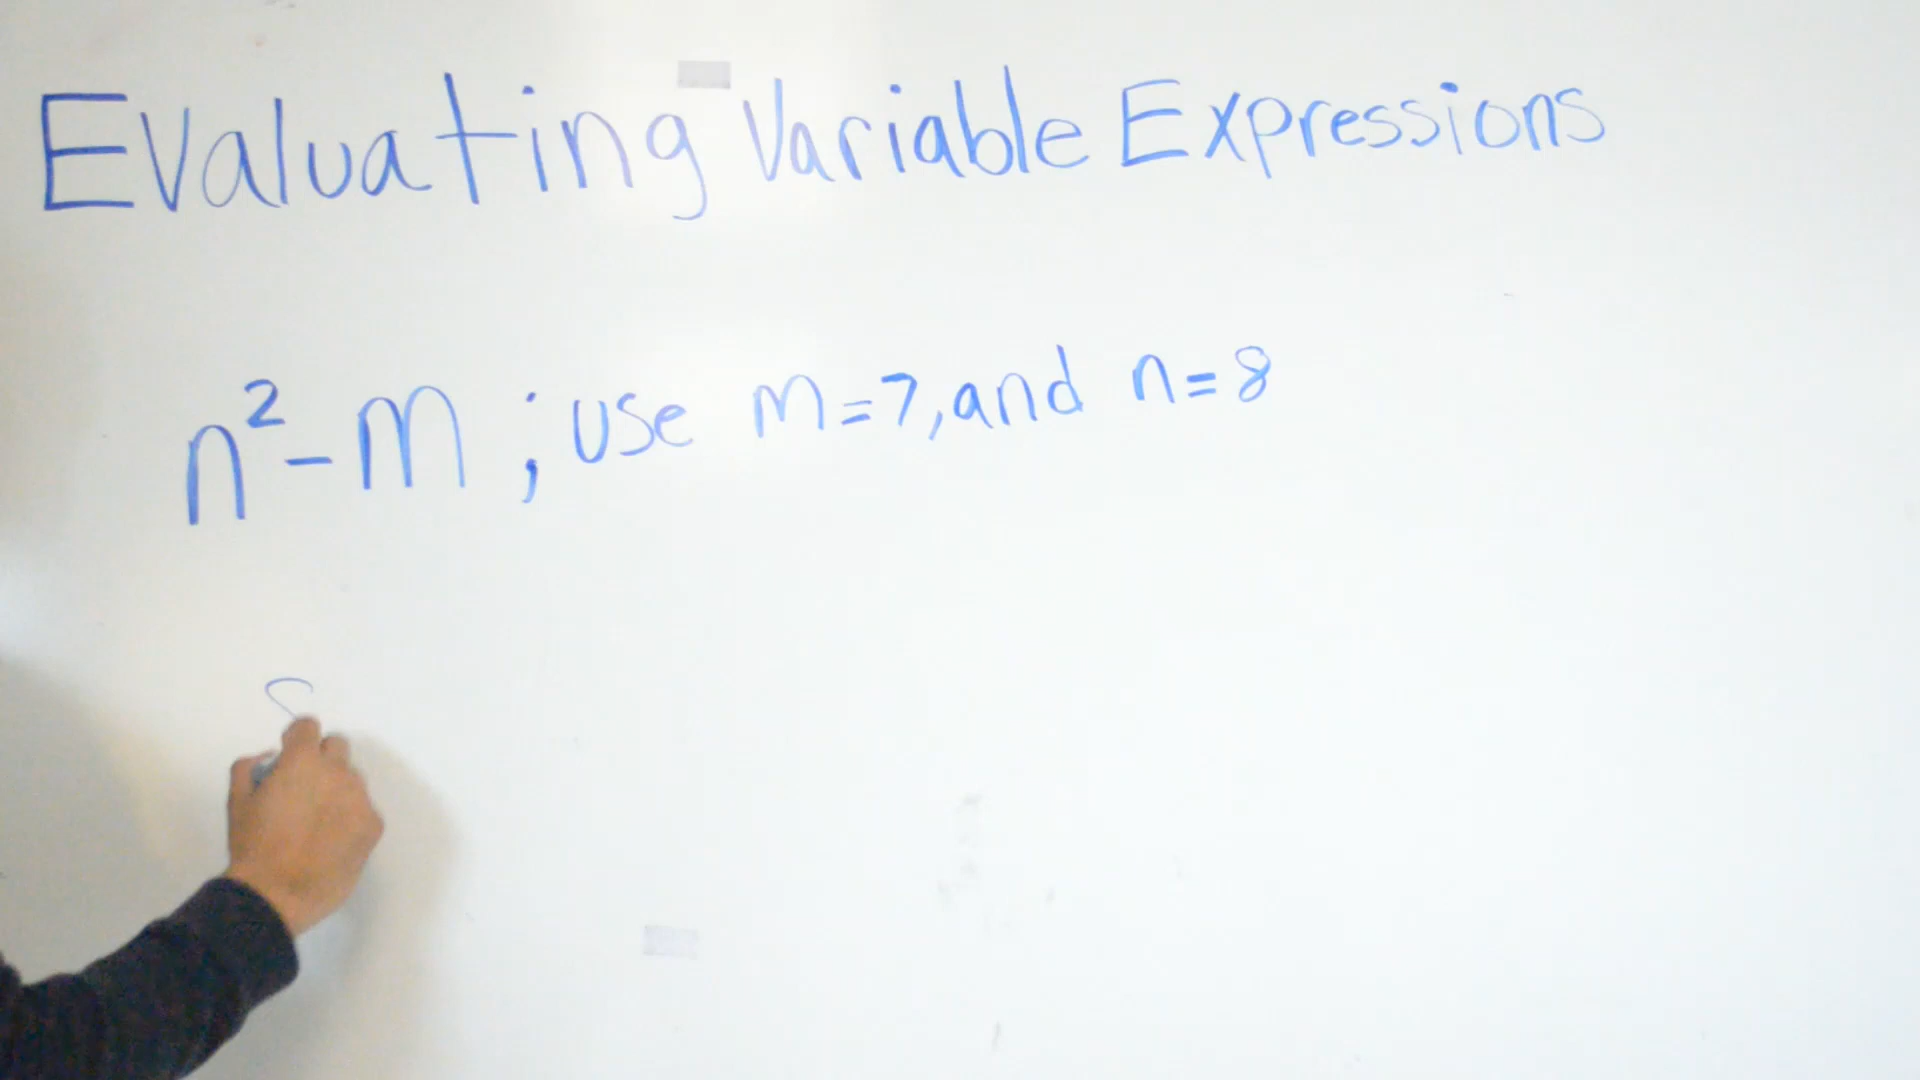 Evaluating Variable Expressions
n² - m ; use m = 7, and n = 8